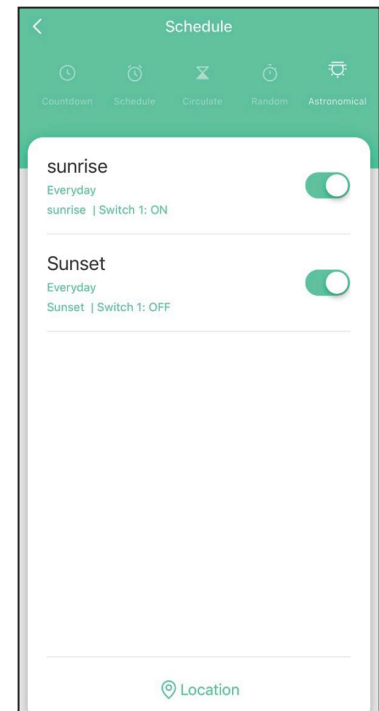 Schedule
Countdown Schedule Circulate Random Astronomical
sunrise
Everyday
sunrise | Switch 1: ON
Sunset
Everyday
Sunset | Switch 1: OFF
Location